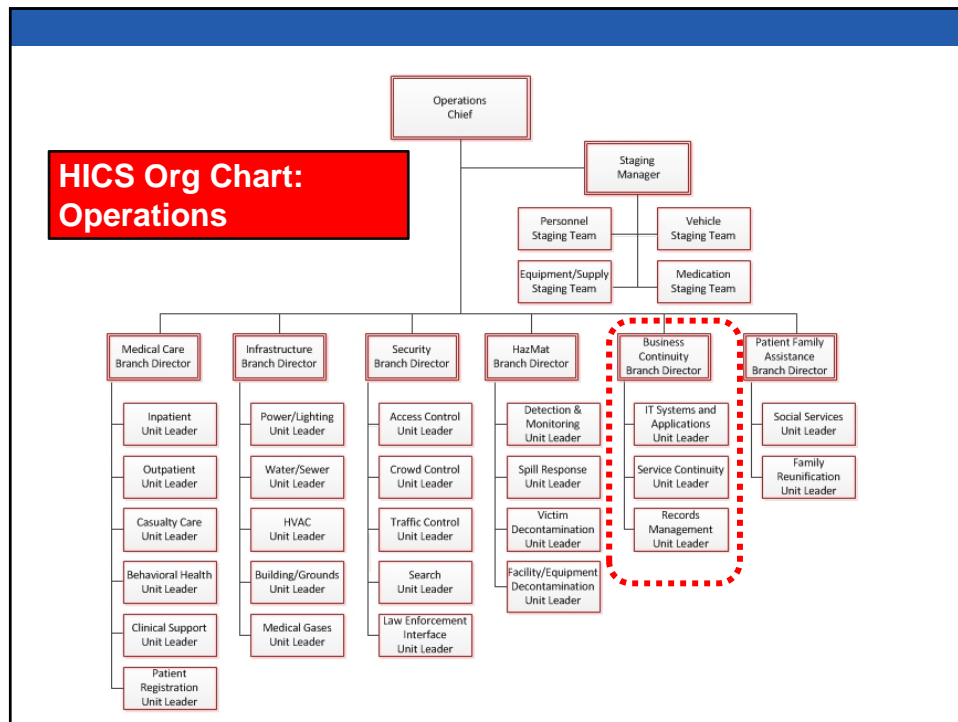 HICS Org Chart:
Operations
Operations
Chief
Staging
Manager
Personnel
Staging Team
Vehicle
Staging Team
Equipment/Supply
Staging Team
Medication
Staging Team
Medical Care
Branch Director
Infrastructure
Branch Director
Security
Branch Director
HazMat
Branch Director
Business
Continuity
Branch Director
Patient Family
Assistance
Branch Director
Inpatient
Unit Leader
Outpatient
Unit Leader
Casualty Care
Unit Leader
Behavioral Health
Unit Leader
Clinical Support
Unit Leader
Patient
Registration
Unit Leader
Power/Lighting
Unit Leader
Water/Sewer
Unit Leader
HVAC
Unit Leader
Building/Grounds
Unit Leader
Medical Gases
Unit Leader
Access Control
Unit Leader
Crowd Control
Unit Leader
Traffic Control
Unit Leader
Search
Unit Leader
Law Enforcement
Interface
Unit Leader
Detection &
Monitoring
Unit Leader
Spill Response
Unit Leader
Victim
Decontamination
Unit Leader
Facility/Equipment
Decontamination
Unit Leader
IT Systems and
Applications
Unit Leader
Service Continuity
Unit Leader
Records
Management
Unit Leader
Social Services
Unit Leader
Family
Reunification
Unit Leader